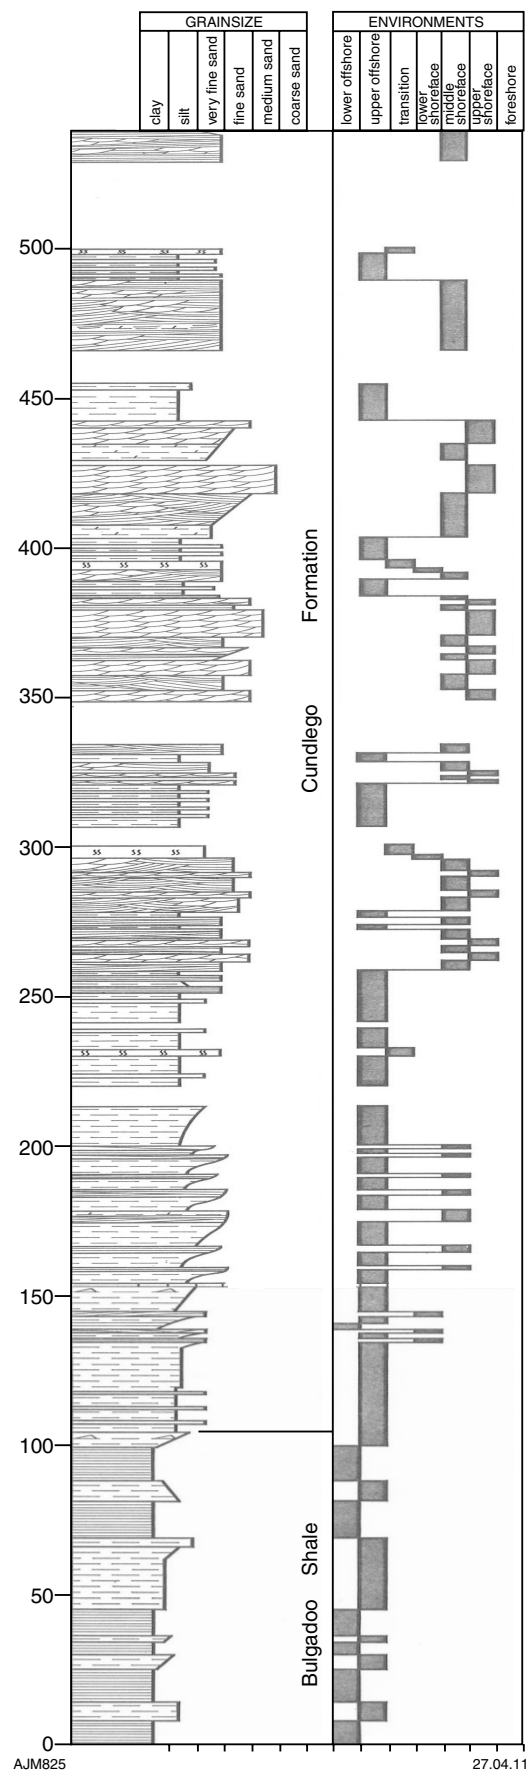 GRAINSIZE
ENVIRONMENTS
clay
silt
very fine sand
fine sand
medium sand
coarse sand
lower offshore
upper offshore
transition
lower
shoreface
middle
shoreface
upper
shoreface
foreshore
500
450
400
350
300
250
200
150
100
50
0
Cundlego Formation
Bulgadoo Shale
AJM825
27.04.11